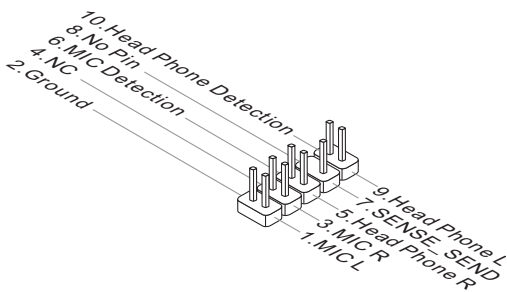 10.Head Phone Detection
8.No Pin
6.MIC Detection
4.NC
2.Ground
9.Head Phone L
7.SENSE_SEND
5.Head Phone R
3.MIC R
1.MIC L